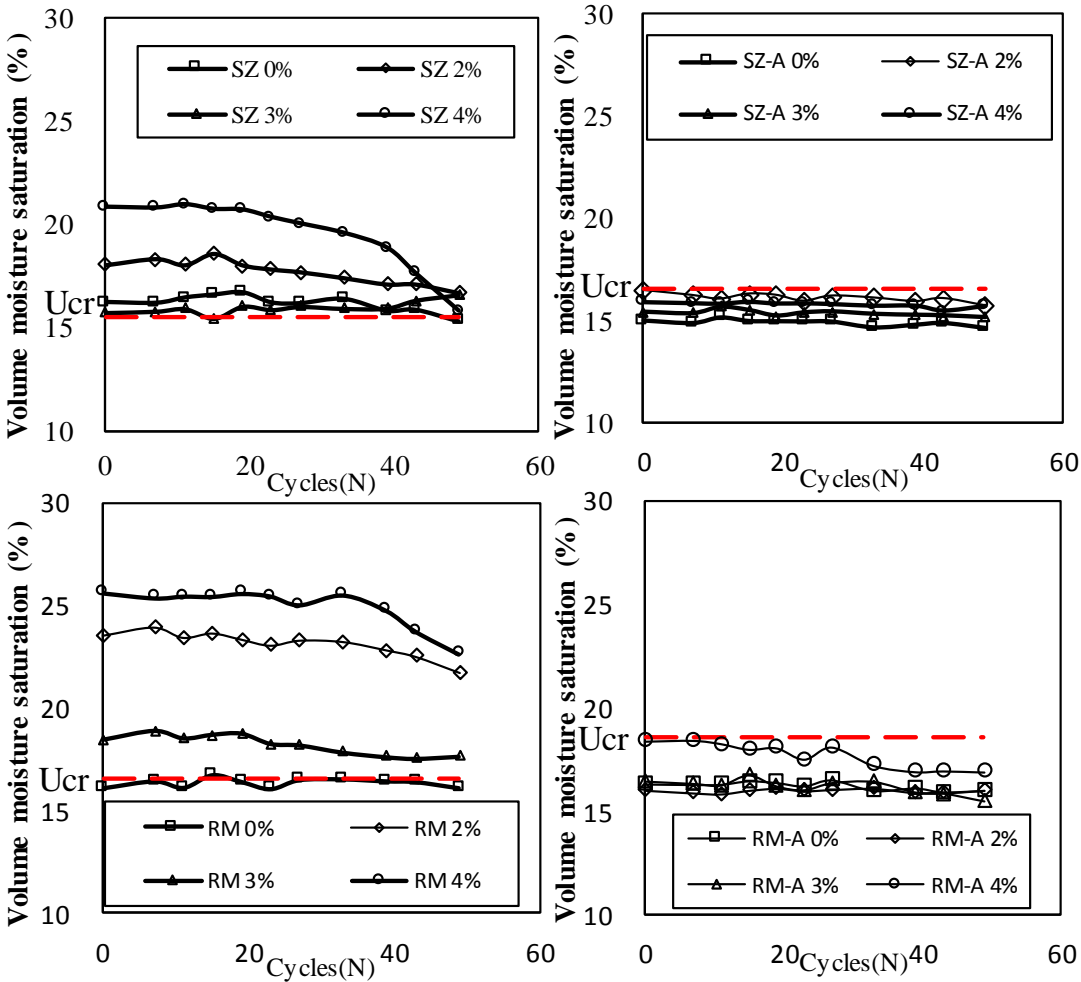 Volume moisture saturation (%)
30
25
20
Ucr
15
10
SZ 0% SZ 2%
SZ 3% SZ 4%
0 20 40 60
Cycles(N)
Volume moisture saturation (%)
30
25
20
Ucr
15
10
SZ-A 0% SZ-A 2%
SZ-A 3% SZ-A 4%
0 20 40 60
Cycles(N)
Volume moisture saturation (%)
30
25
20
Ucr
15
10
RM 0% RM 2%
RM 3% RM 4%
0 20 40 60
Cycles(N)
Volume moisture saturation (%)
30
25
20
Ucr
15
10
RM-A 0% RM-A 2%
RM-A 3% RM-A 4%
0 20 40 60
Cycles(N)